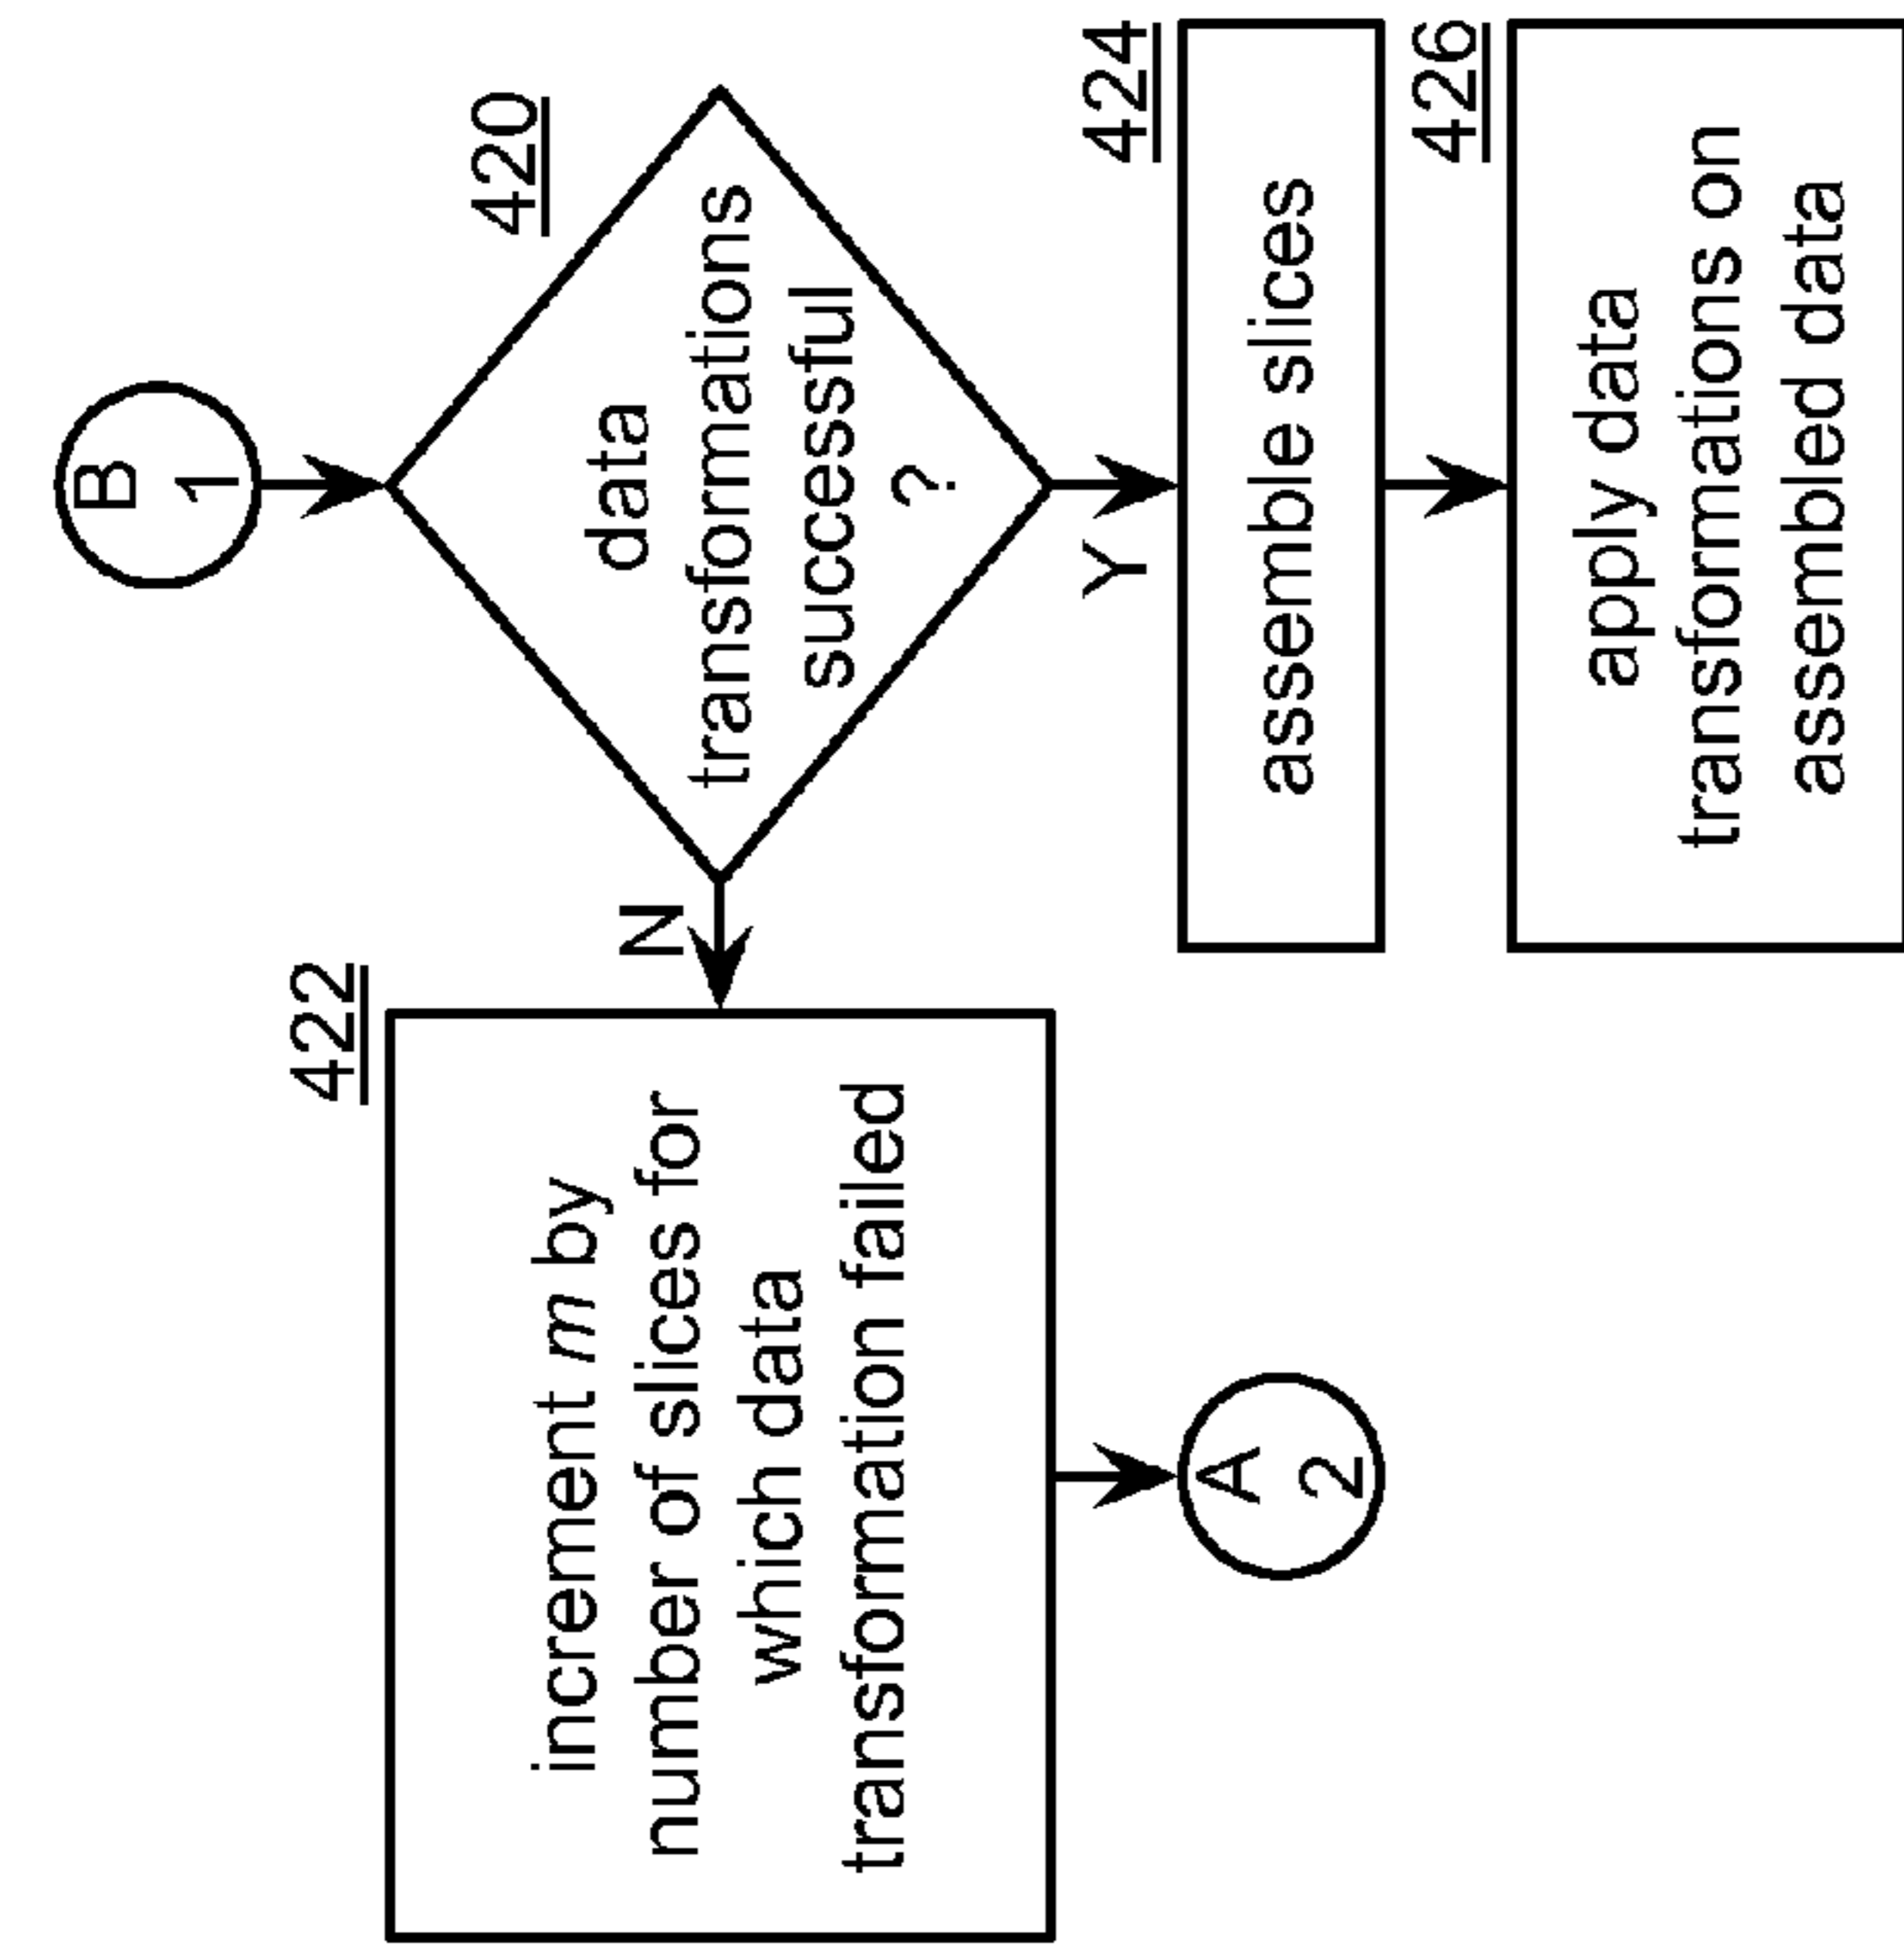 B
1
420
data
transformations
successful
?
N
Y
422
increment m by
number of slices for
which data
transformation failed
A
2
424
assemble slices
426
apply data
transformations on
assembled data